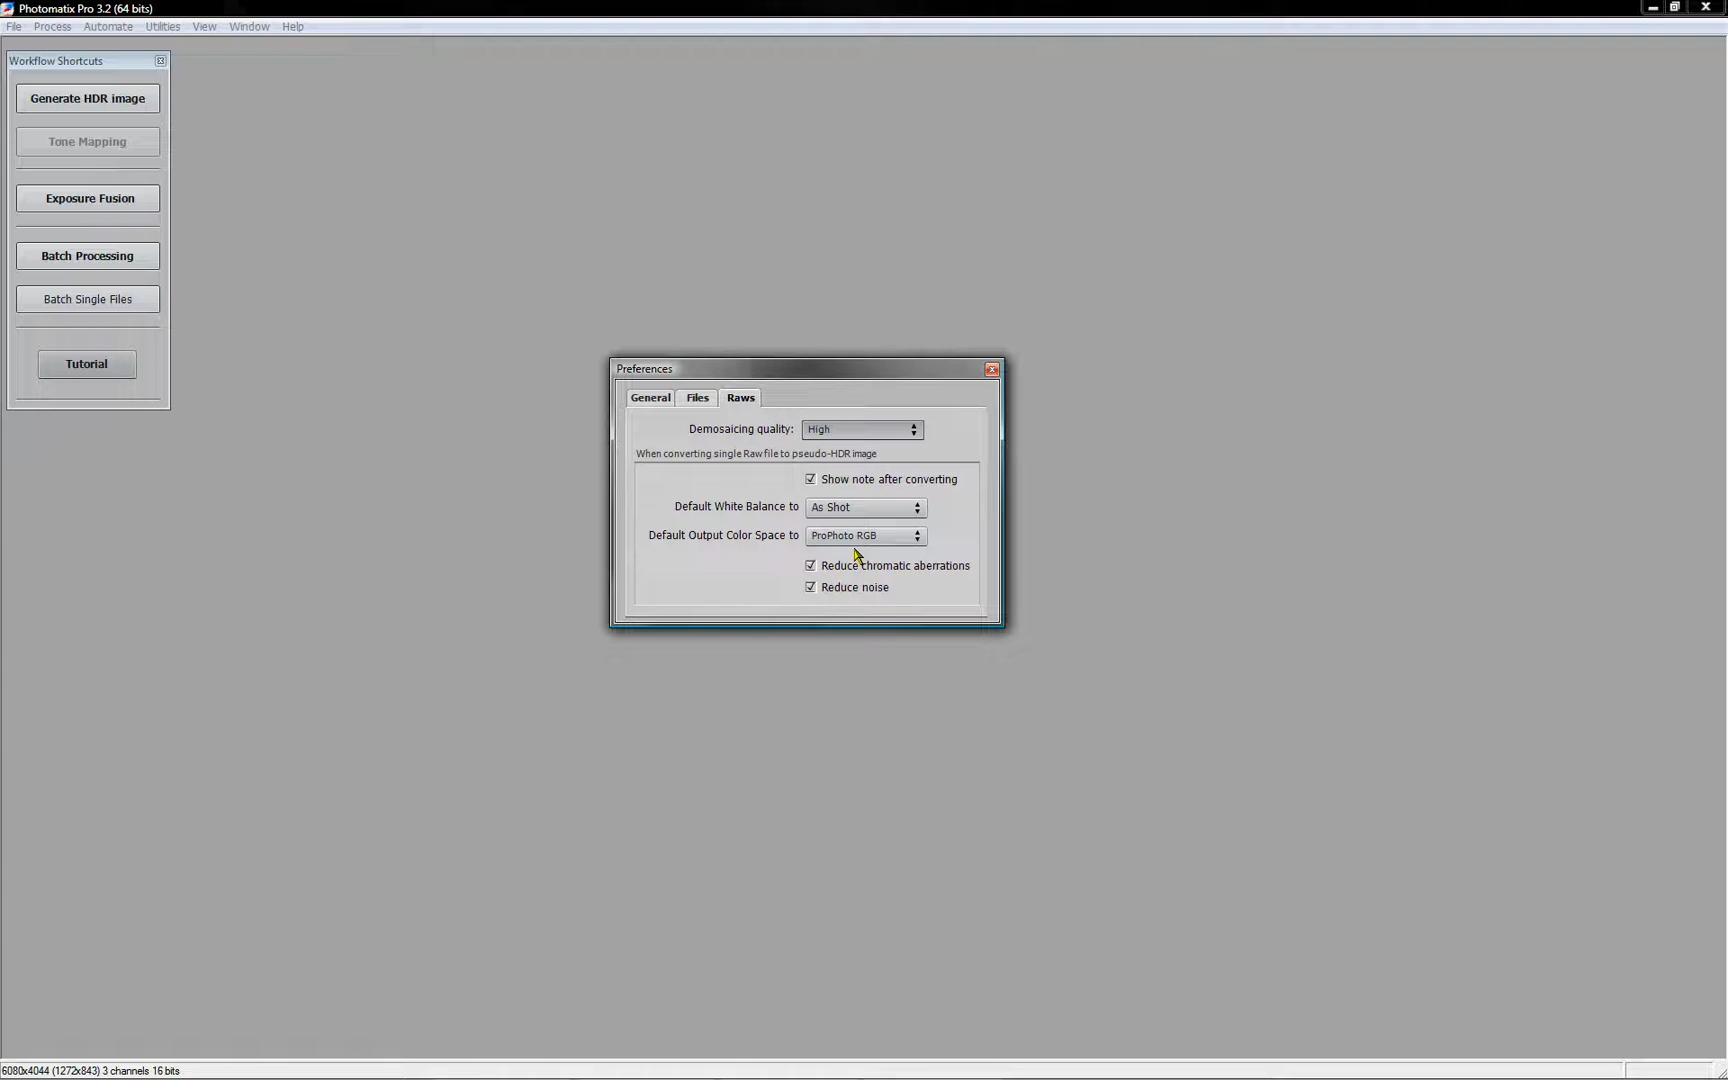 Photomatix Pro 3.2 (64 bits)
File Process Automate Utilities View Window Help
Workflow Shortcuts
Generate HDR image
Tone Mapping
Exposure Fusion
Batch Processing
Batch Single Files
Tutorial
Preferences
General Files Raws
Demosaicing quality: High
When converting single Raw file to pseudo-HDR image
Show note after converting
Default White Balance to As Shot
Default Output Color Space to ProPhoto RGB
Reduce chromatic aberrations
Reduce noise
6080x4044 (1272x843) 3 channels 16 bits